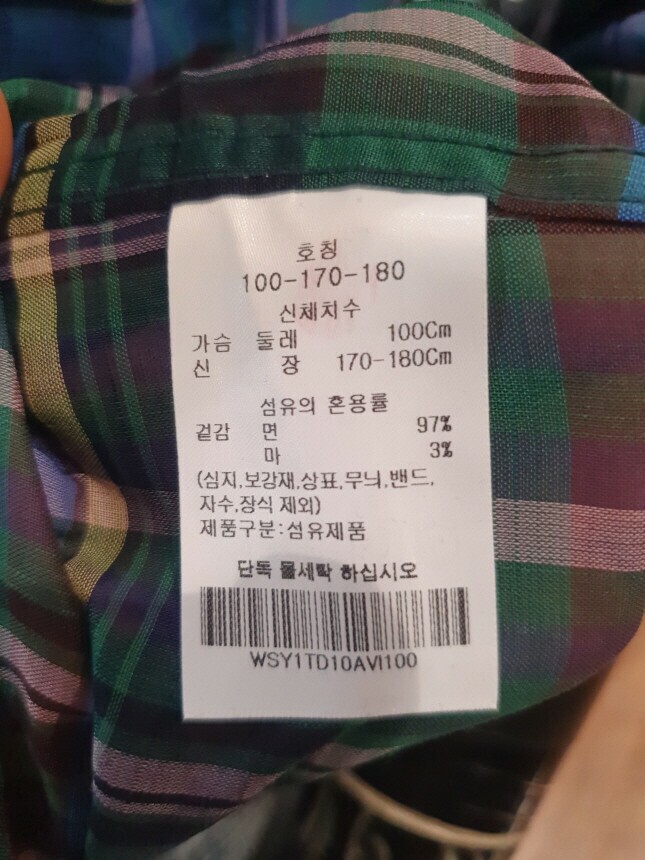 호칭
100-170-180
신체치수
가슴 둘레 100Cm
신 장 170-180Cm
섬유의 혼용률
겉감 면 97%
마 3%
(심지,보강재,상표,무늬,밴드,
자수,장식 제외)
제품구분:섬유제품
단독 물세탁 하십시오
WSY1TD10AVI100